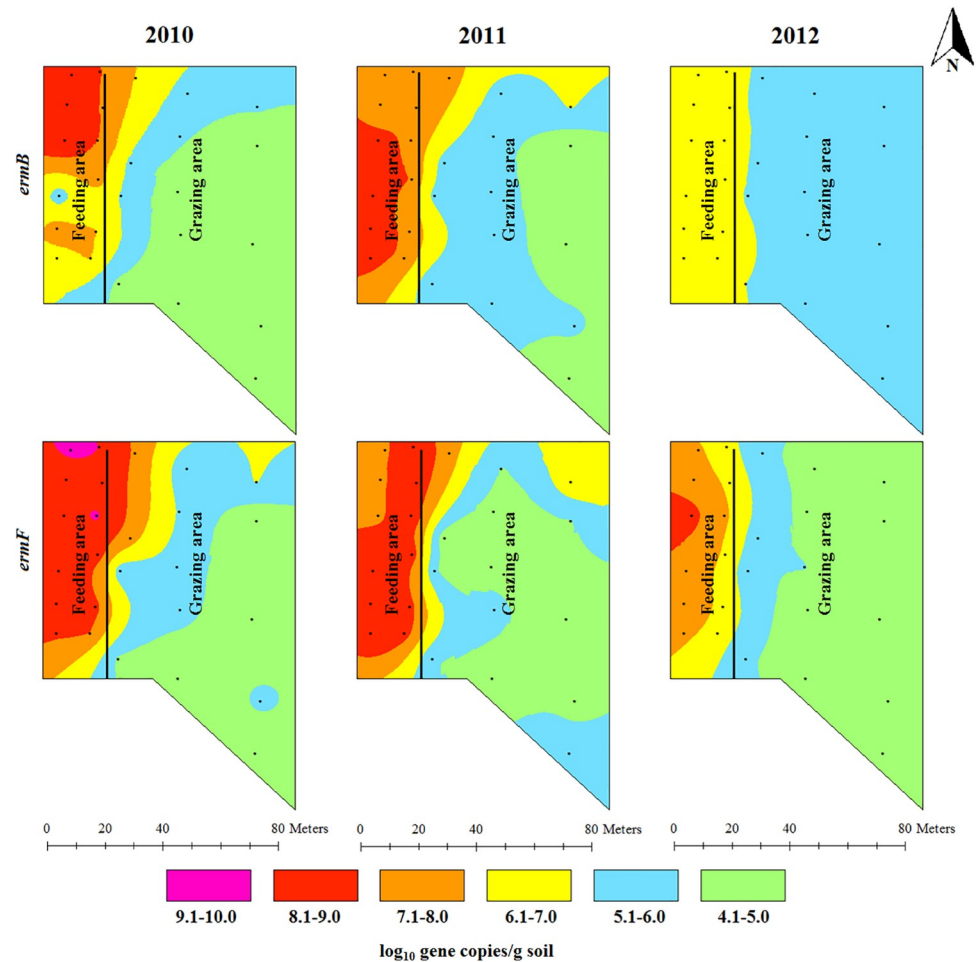 2010 2011 2012
N
ermB
Feeding area Grazing area Feeding area Grazing area Feeding area Grazing area
ermF
Feeding area Grazing area Feeding area Grazing area Feeding area Grazing area
0 20 40 80 Meters 0 20 40 80 Meters 0 20 40 80 Meters
9.1-10.0 8.1-9.0 7.1-8.0 6.1-7.0 5.1-6.0 4.1-5.0
log₁₀ gene copies/g soil